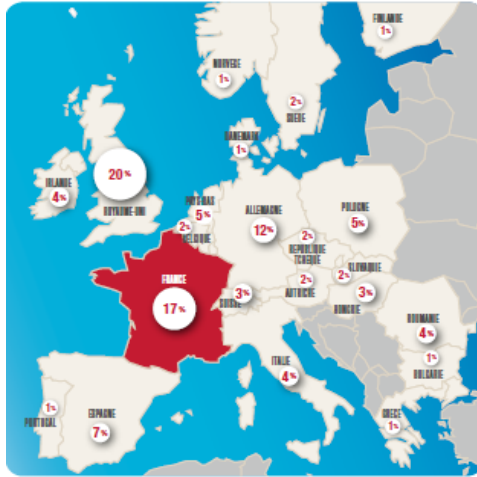 FINLANDE
1%
NORVEGE
1%
2%
SUEDE
DANEMARK
1%
IRLANDE
4%
20%
ROYAUME-UNI
PAYS-BAS
5%
2%
BELGIQUE
ALLEMAGNE
12%
POLOGNE
5%
2%
REPUBLIQUE
TCHEQUE
SLOVAQUIE
2%
2%
AUTRICHE
3%
HONGRIE
FRANCE
17%
SUISSE
3%
ROUMANIE
4%
1%
BULGARIE
ITALIE
4%
GRECE
1%
1%
PORTUGAL
ESPAGNE
7%